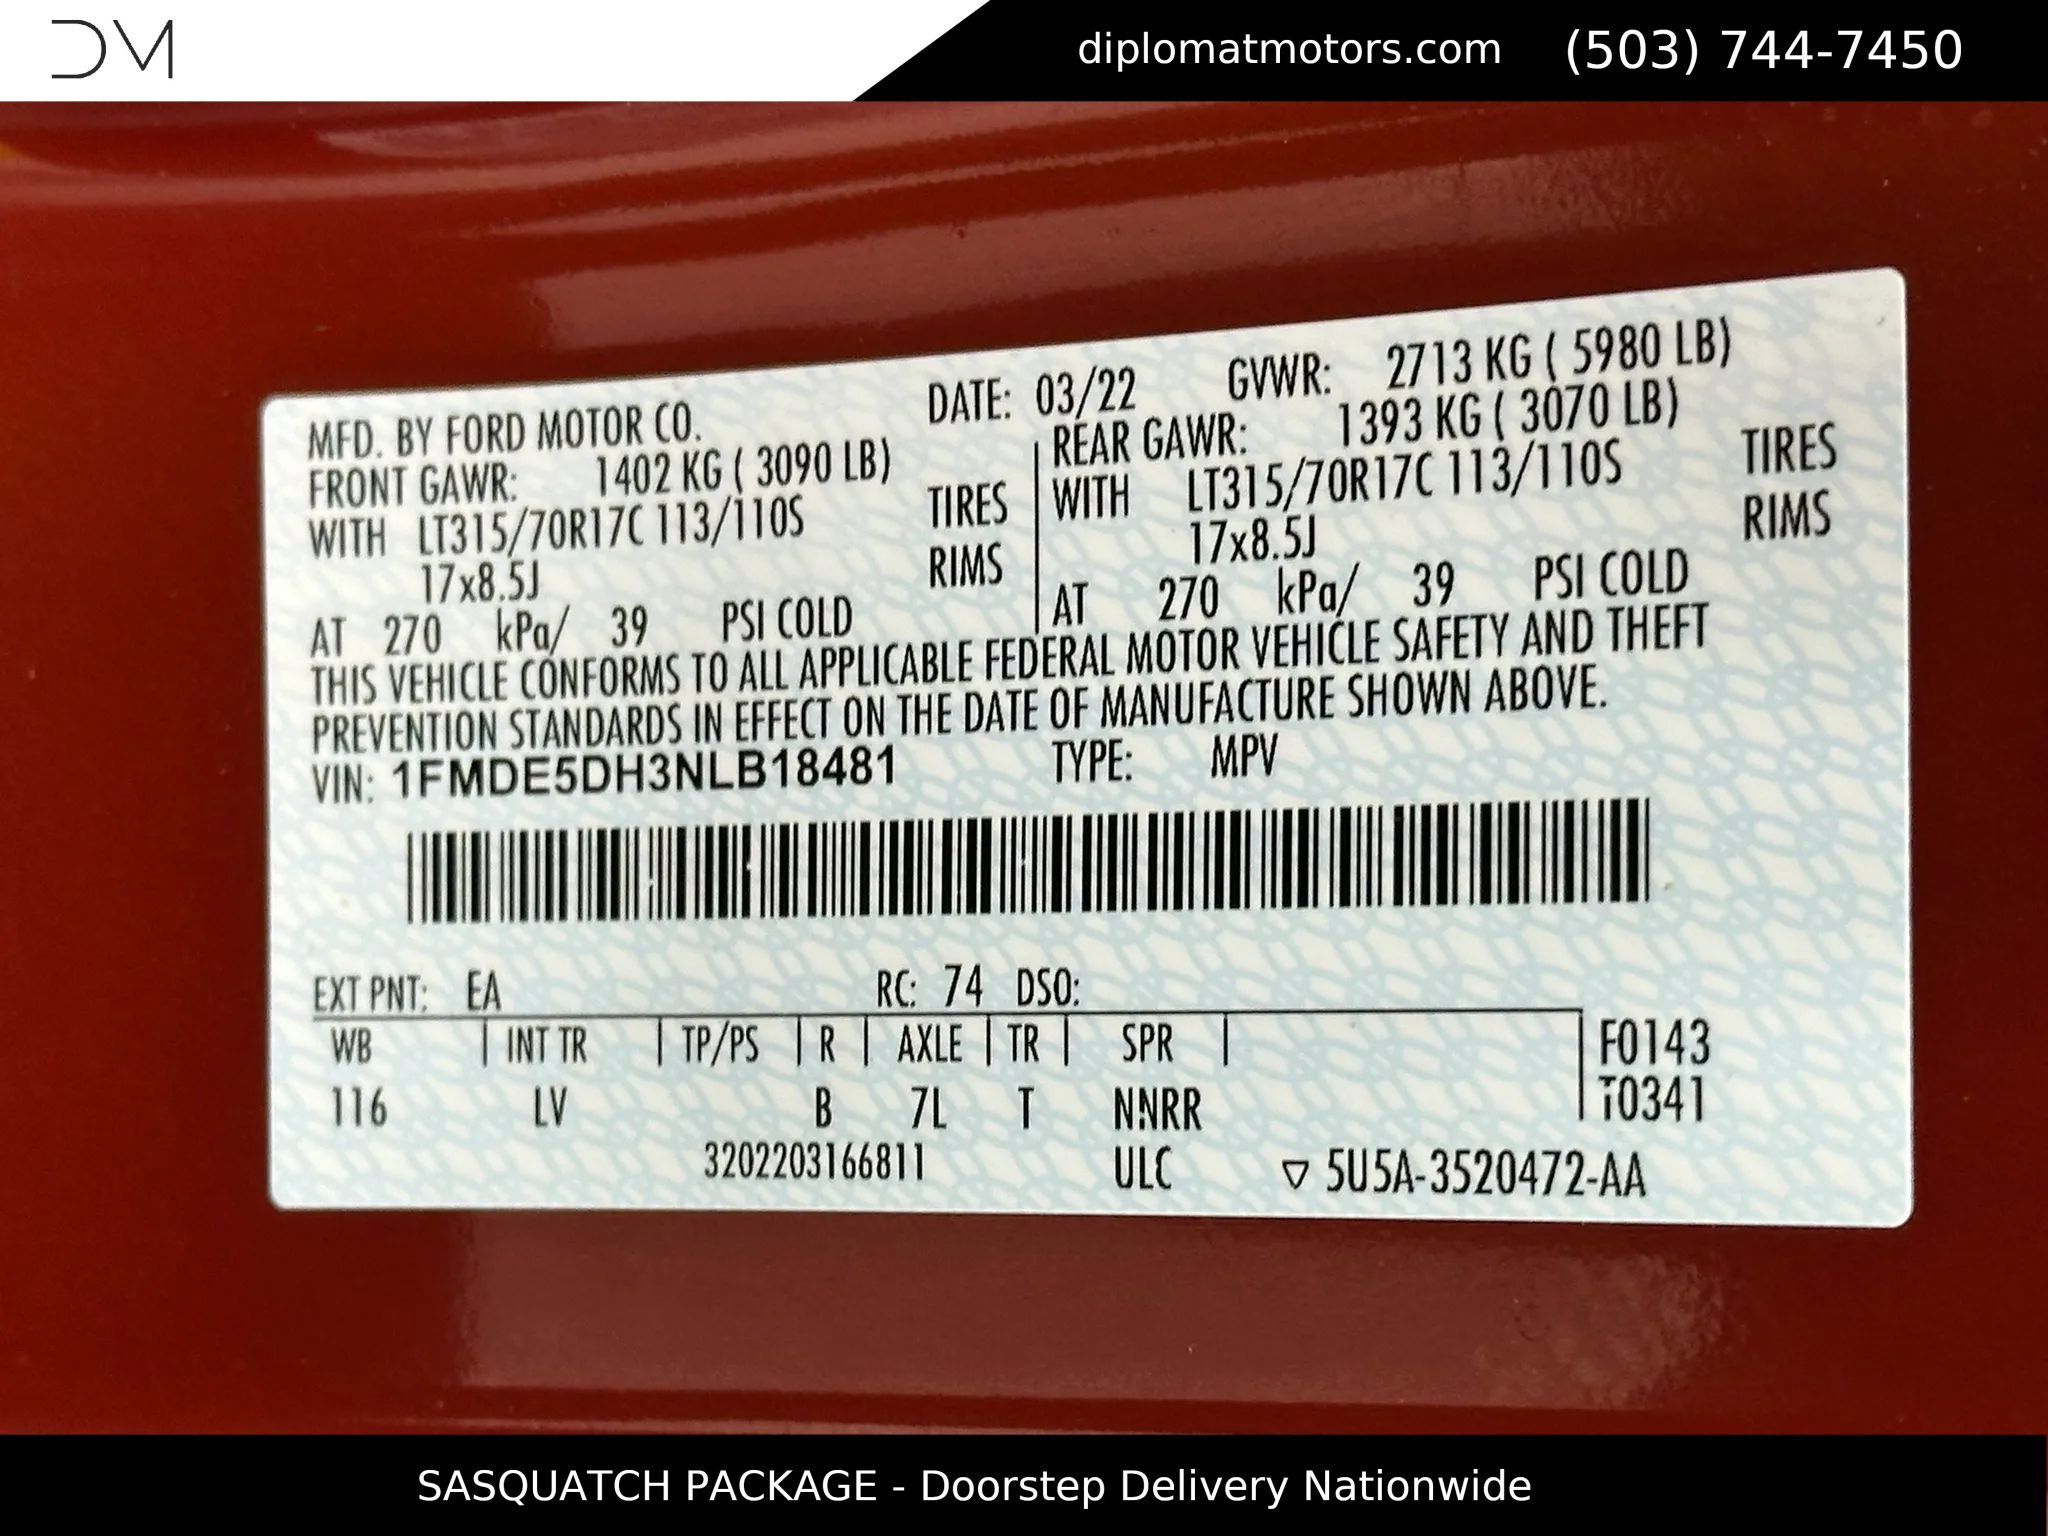 DM
diplomatmotors.com (503) 744-7450
MFD. BY FORD MOTOR CO. DATE: 03/22 GVWR: 2713 KG ( 5980 LB)
FRONT GAWR: 1402 KG ( 3090 LB) REAR GAWR: 1393 KG ( 3070 LB)
WITH LT315/70R17C 113/110S TIRES WITH LT315/70R17C 113/110S TIRES
17x8.5J RIMS 17x8.5J RIMS
AT 270 kPa/ 39 PSI COLD AT 270 kPa/ 39 PSI COLD
THIS VEHICLE CONFORMS TO ALL APPLICABLE FEDERAL MOTOR VEHICLE SAFETY AND THEFT
PREVENTION STANDARDS IN EFFECT ON THE DATE OF MANUFACTURE SHOWN ABOVE.
VIN: 1FMDE5DH3NLB18481 TYPE: MPV
EXT PNT: EA RC: 74 DSO:
WB INT TR TP/PS R AXLE TR SPR F0143
116 LV B 7L T NNRR T0341
3202203166811 ULC ▽ 5U5A-3520472-AA
SASQUATCH PACKAGE - Doorstep Delivery Nationwide